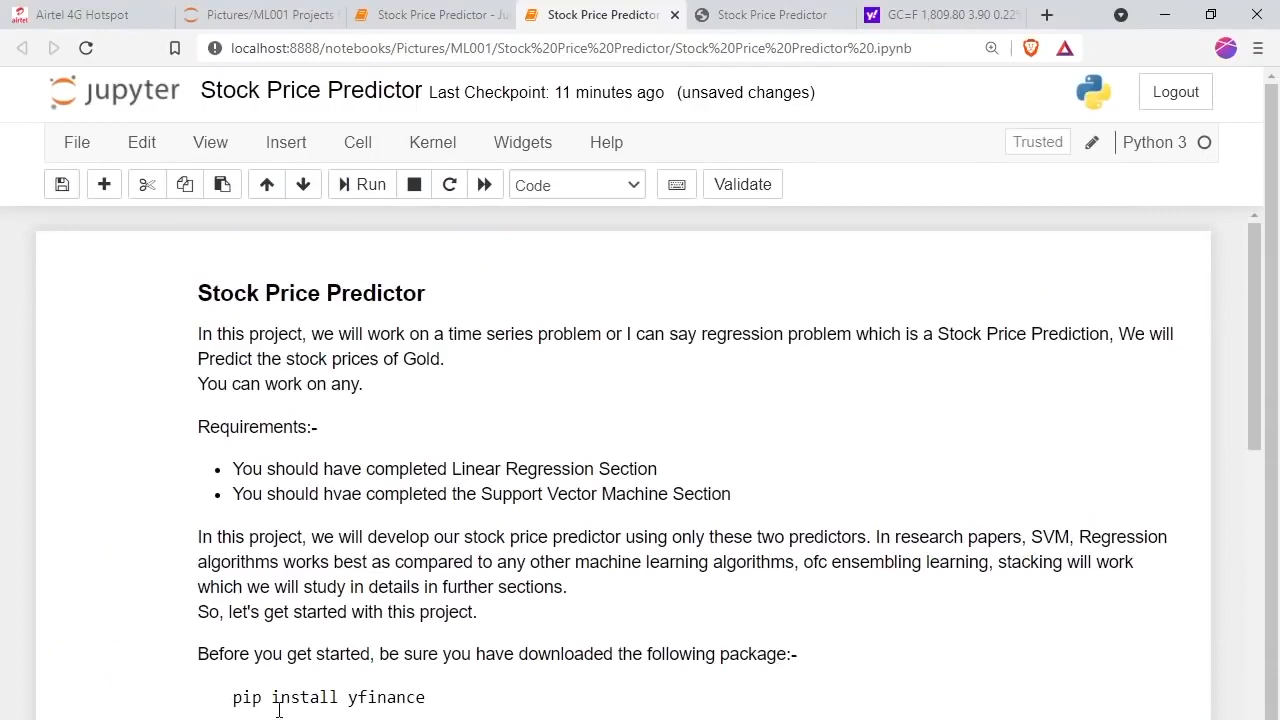 Airtel 4G Hotspot
Pictures/ML001 Projects
Stock Price Predictor - Ju
Stock Price Predictor
Stock Price Predictor
GC=F 1,809.80 3.90 0.22%
localhost:8888/notebooks/Pictures/ML001/Stock%20Price%20Predictor/Stock%20Price%20Predictor%20.ipynb
jupyter Stock Price Predictor Last Checkpoint: 11 minutes ago (unsaved changes)
Logout
File Edit View Insert Cell Kernel Widgets Help
Trusted
Python 3
Run
Code
Validate
Stock Price Predictor
In this project, we will work on a time series problem or I can say regression problem which is a Stock Price Prediction, We will
Predict the stock prices of Gold.
You can work on any.
Requirements:-
• You should have completed Linear Regression Section
• You should hvae completed the Support Vector Machine Section
In this project, we will develop our stock price predictor using only these two predictors. In research papers, SVM, Regression
algorithms works best as compared to any other machine learning algorithms, ofc ensembling learning, stacking will work
which we will study in details in further sections.
So, let's get started with this project.
Before you get started, be sure you have downloaded the following package:-
pip install yfinance